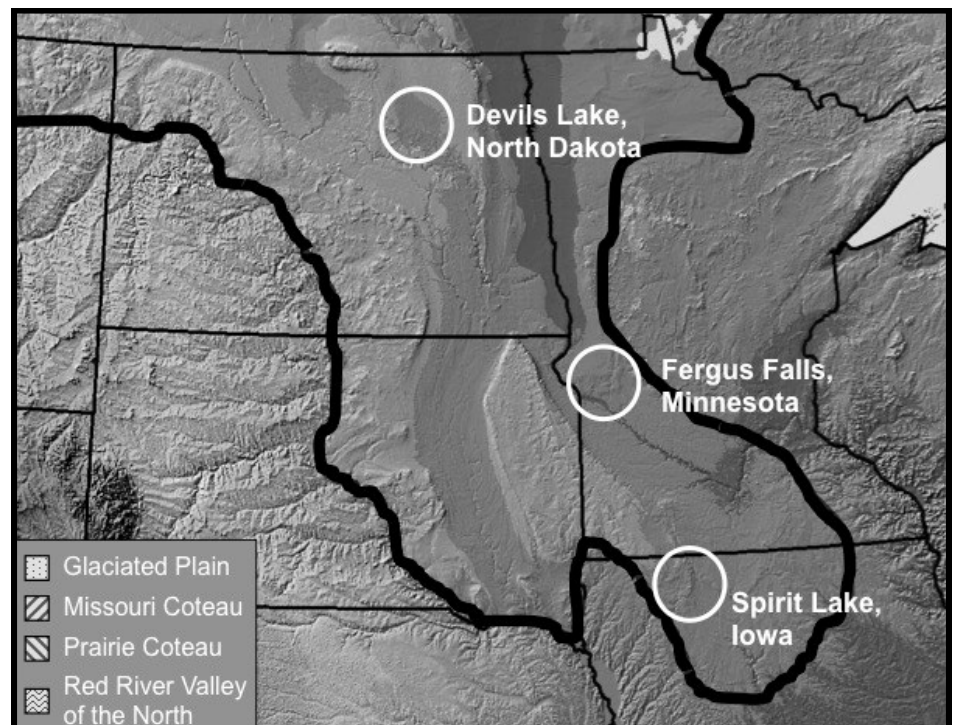 Devils Lake,
North Dakota
Fergus Falls,
Minnesota
Spirit Lake,
Iowa
Glaciated Plain
Missouri Coteau
Prairie Coteau
Red River Valley
of the North